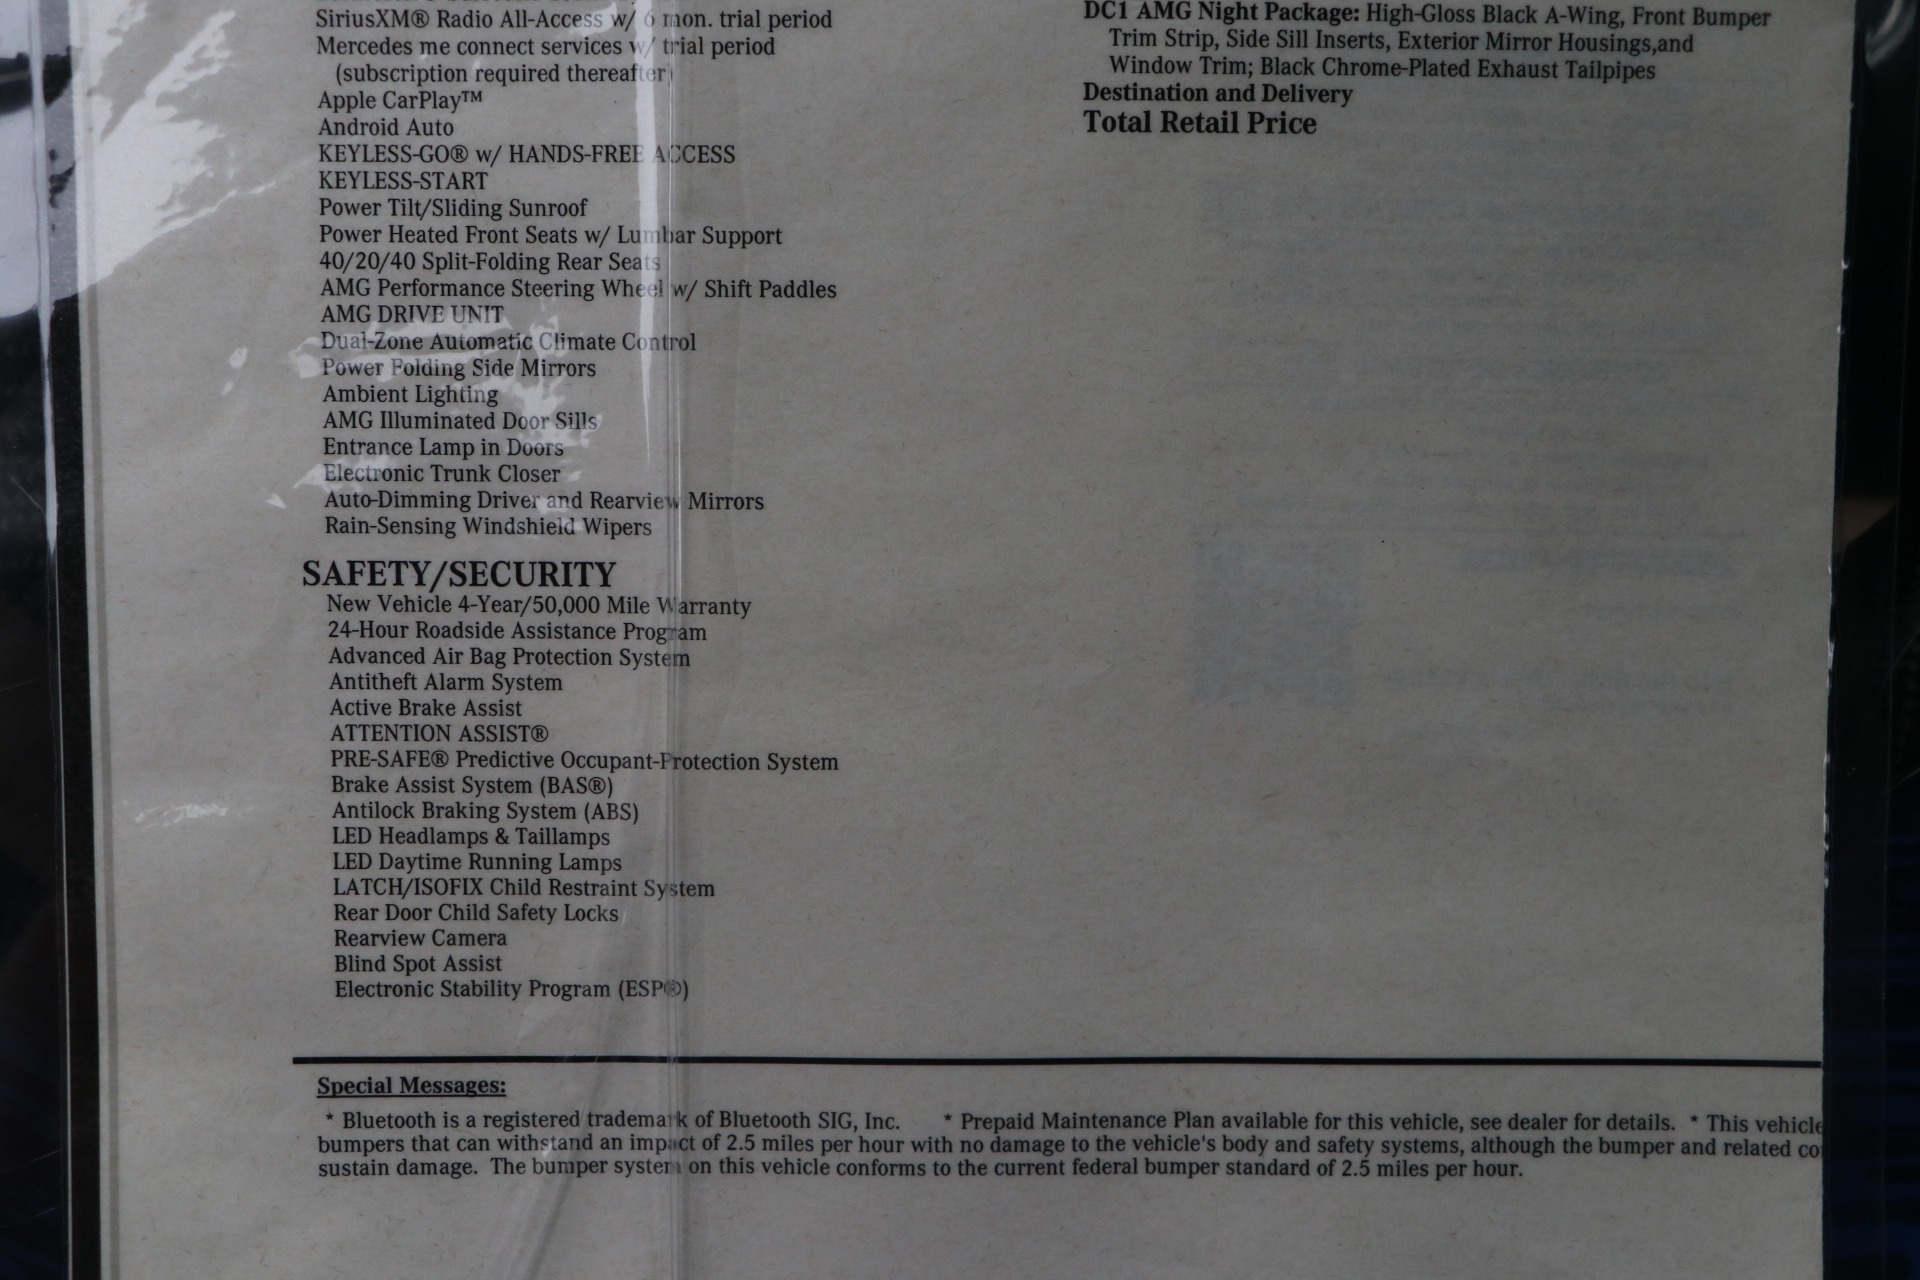 SiriusXM® Radio All-Access w/ 6 mon. trial period
Mercedes me connect services w/ trial period
(subscription required thereafter)
Apple CarPlay™
Android Auto
KEYLESS-GO® w/ HANDS-FREE ACCESS
KEYLESS-START
Power Tilt/Sliding Sunroof
Power Heated Front Seats w/ Lumbar Support
40/20/40 Split-Folding Rear Seats
AMG Performance Steering Wheel w/ Shift Paddles
AMG DRIVE UNIT
Dual-Zone Automatic Climate Control
Power Folding Side Mirrors
Ambient Lighting
AMG Illuminated Door Sills
Entrance Lamp in Doors
Electronic Trunk Closer
Auto-Dimming Driver and Rearview Mirrors
Rain-Sensing Windshield Wipers
SAFETY/SECURITY
New Vehicle 4-Year/50,000 Mile Warranty
24-Hour Roadside Assistance Program
Advanced Air Bag Protection System
Antitheft Alarm System
Active Brake Assist
ATTENTION ASSIST®
PRE-SAFE® Predictive Occupant-Protection System
Brake Assist System (BAS®)
Antilock Braking System (ABS)
LED Headlamps & Taillamps
LED Daytime Running Lamps
LATCH/ISOFIX Child Restraint System
Rear Door Child Safety Locks
Rearview Camera
Blind Spot Assist
Electronic Stability Program (ESP®)
DC1 AMG Night Package: High-Gloss Black A-Wing, Front Bumper
Trim Strip, Side Sill Inserts, Exterior Mirror Housings,and
Window Trim; Black Chrome-Plated Exhaust Tailpipes
Destination and Delivery
Total Retail Price
Special Messages:
* Bluetooth is a registered trademark of Bluetooth SIG, Inc. * Prepaid Maintenance Plan available for this vehicle, see dealer for details. * This vehicle
bumpers that can withstand an impact of 2.5 miles per hour with no damage to the vehicle's body and safety systems, although the bumper and related co
sustain damage. The bumper system on this vehicle conforms to the current federal bumper standard of 2.5 miles per hour.